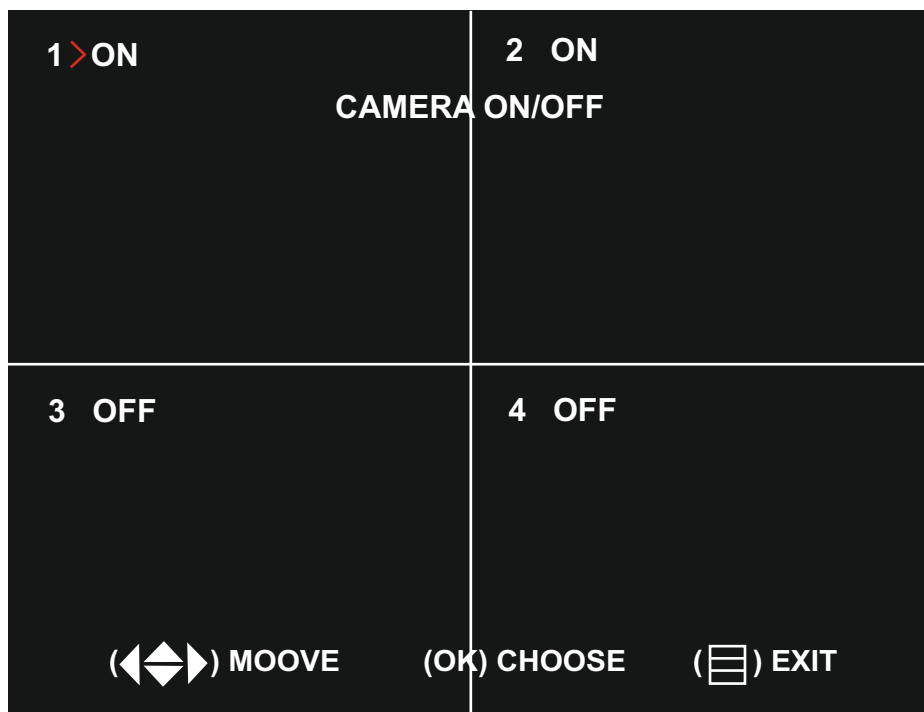 1 > ON
2 ON
CAMERA ON/OFF
3 OFF
4 OFF
() MOOVE (OK) CHOOSE () EXIT